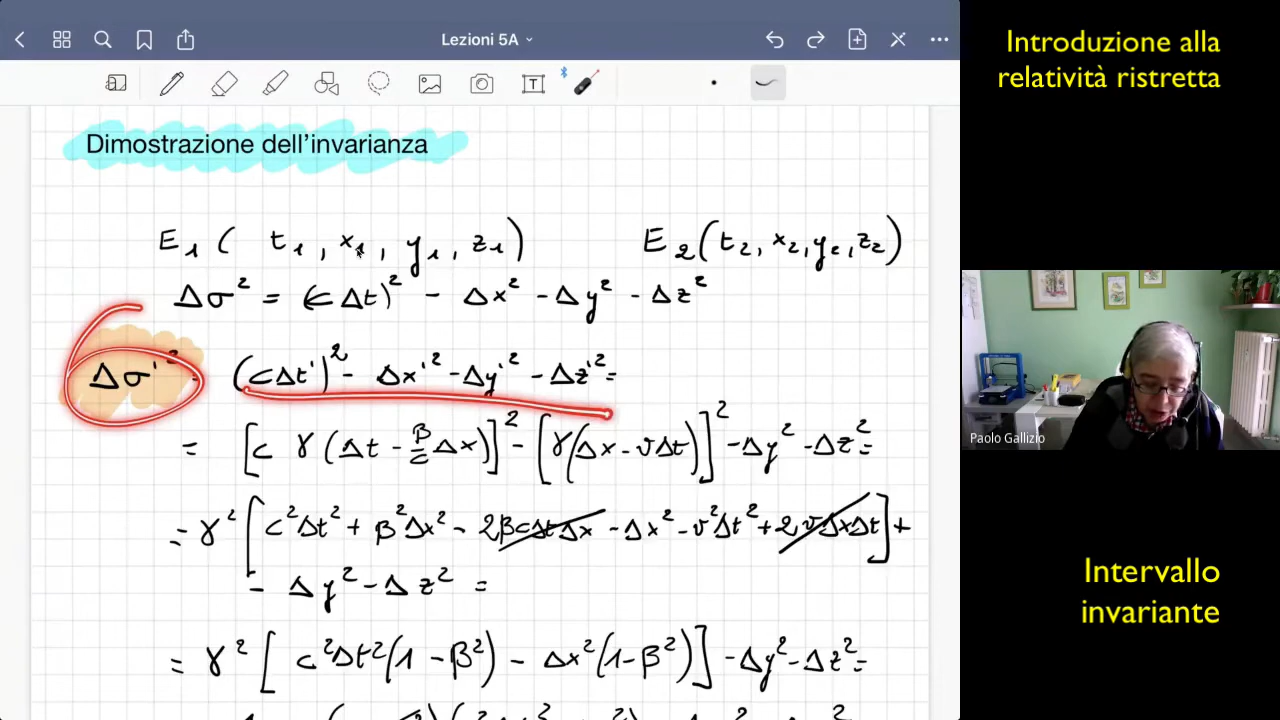 Lezioni 5A
Introduzione alla
relatività ristretta
Dimostrazione dell'invarianza
E₁ ( t₁ , x₁ , y₁ , z₁ ) E₂ (t₂, x₂, y₂, z₂)
Δσ² = (cΔt)² - Δx² - Δy² - Δz²
Δσ'² = (cΔt')² - Δx'² - Δy'² - Δz'² =
= [c γ (Δt - β/c Δx)]² - [γ(Δx - vΔt)]² - Δy² - Δz² =
= γ² [c²Δt² + β²Δx² - 2βcΔtΔx - Δx² - v²Δt² + 2vΔxΔt] +
- Δy² - Δz² =
= γ² [ c²Δt²(1 - β²) - Δx²(1-β²)] - Δy² - Δz² =
Paolo Gallizio
Intervallo
invariante
T